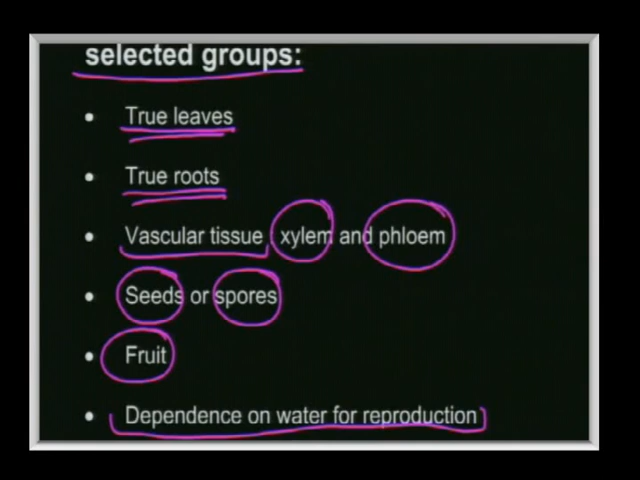 selected groups:
• True leaves
• True roots
• Vascular tissue : xylem and phloem
• Seeds or spores
• Fruit
• Dependence on water for reproduction